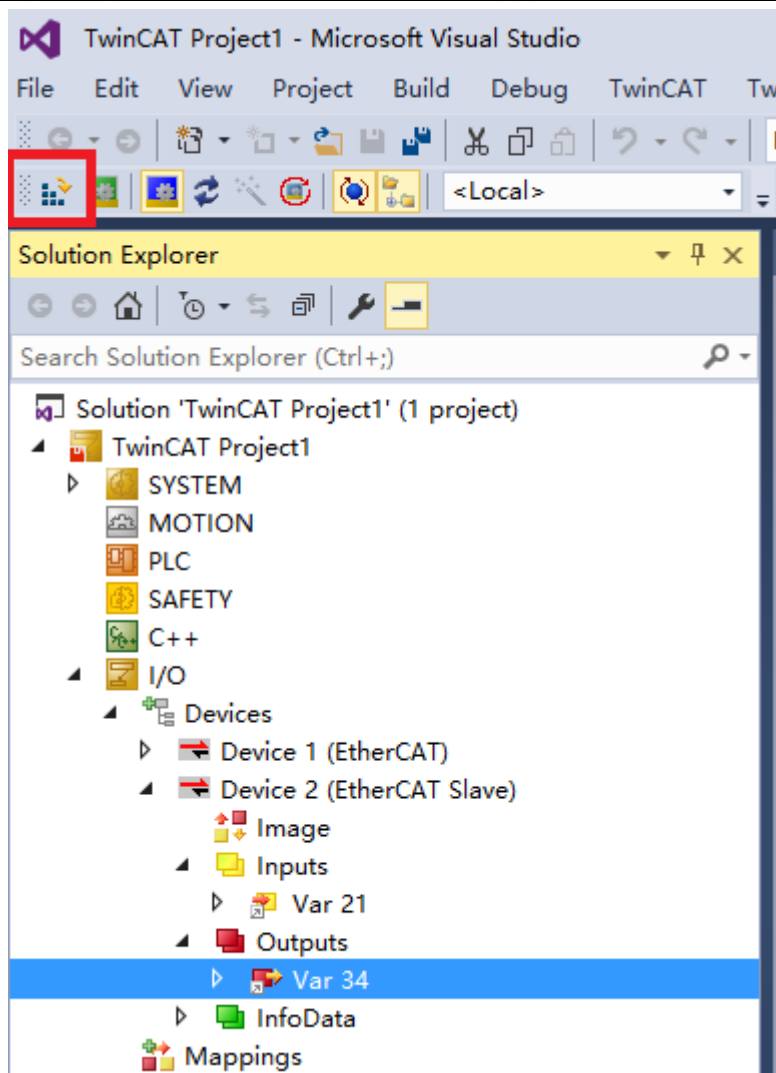 TwinCAT Project1 - Microsoft Visual Studio
File Edit View Project Build Debug TwinCAT Tw
<Local>
Solution Explorer
Search Solution Explorer (Ctrl+;)
Solution 'TwinCAT Project1' (1 project)
TwinCAT Project1
SYSTEM
MOTION
PLC
SAFETY
C++
I/O
Devices
Device 1 (EtherCAT)
Device 2 (EtherCAT Slave)
Image
Inputs
Var 21
Outputs
Var 34
InfoData
Mappings